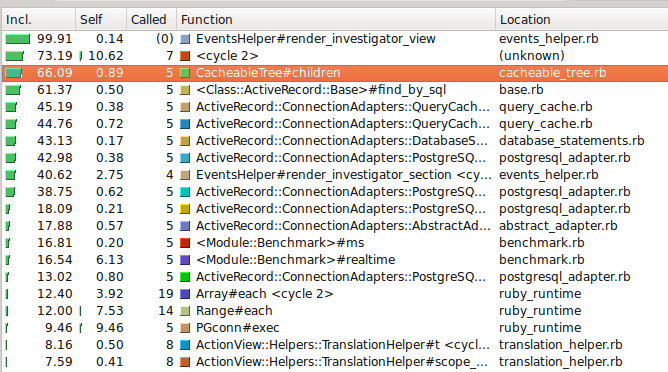 Incl. Self Called Function Location
99.91 0.14 (0) EventsHelper#render_investigator_view events_helper.rb
73.19 10.62 7 <cycle 2> (unknown)
66.09 0.89 5 CacheableTree#children cacheable_tree.rb
61.37 0.50 5 <Class::ActiveRecord::Base>#find_by_sql base.rb
45.19 0.38 5 ActiveRecord::ConnectionAdapters::QueryCach... query_cache.rb
44.76 0.72 5 ActiveRecord::ConnectionAdapters::QueryCach... query_cache.rb
43.13 0.17 5 ActiveRecord::ConnectionAdapters::DatabaseS... database_statements.rb
42.98 0.38 5 ActiveRecord::ConnectionAdapters::PostgreSQ... postgresql_adapter.rb
40.62 2.75 4 EventsHelper#render_investigator_section <cy... events_helper.rb
38.75 0.62 5 ActiveRecord::ConnectionAdapters::PostgreSQ... postgresql_adapter.rb
18.09 0.21 5 ActiveRecord::ConnectionAdapters::PostgreSQ... postgresql_adapter.rb
17.88 0.57 5 ActiveRecord::ConnectionAdapters::AbstractAd... abstract_adapter.rb
16.81 0.20 5 <Module::Benchmark>#ms benchmark.rb
16.54 6.13 5 <Module::Benchmark>#realtime benchmark.rb
13.02 0.80 5 ActiveRecord::ConnectionAdapters::PostgreSQ... postgresql_adapter.rb
12.40 3.92 19 Array#each <cycle 2> ruby_runtime
12.00 7.53 14 Range#each ruby_runtime
9.46 9.46 5 PGconn#exec ruby_runtime
8.16 0.50 8 ActionView::Helpers::TranslationHelper#t <cycl... translation_helper.rb
7.59 0.41 8 ActionView::Helpers::TranslationHelper#scope_... translation_helper.rb